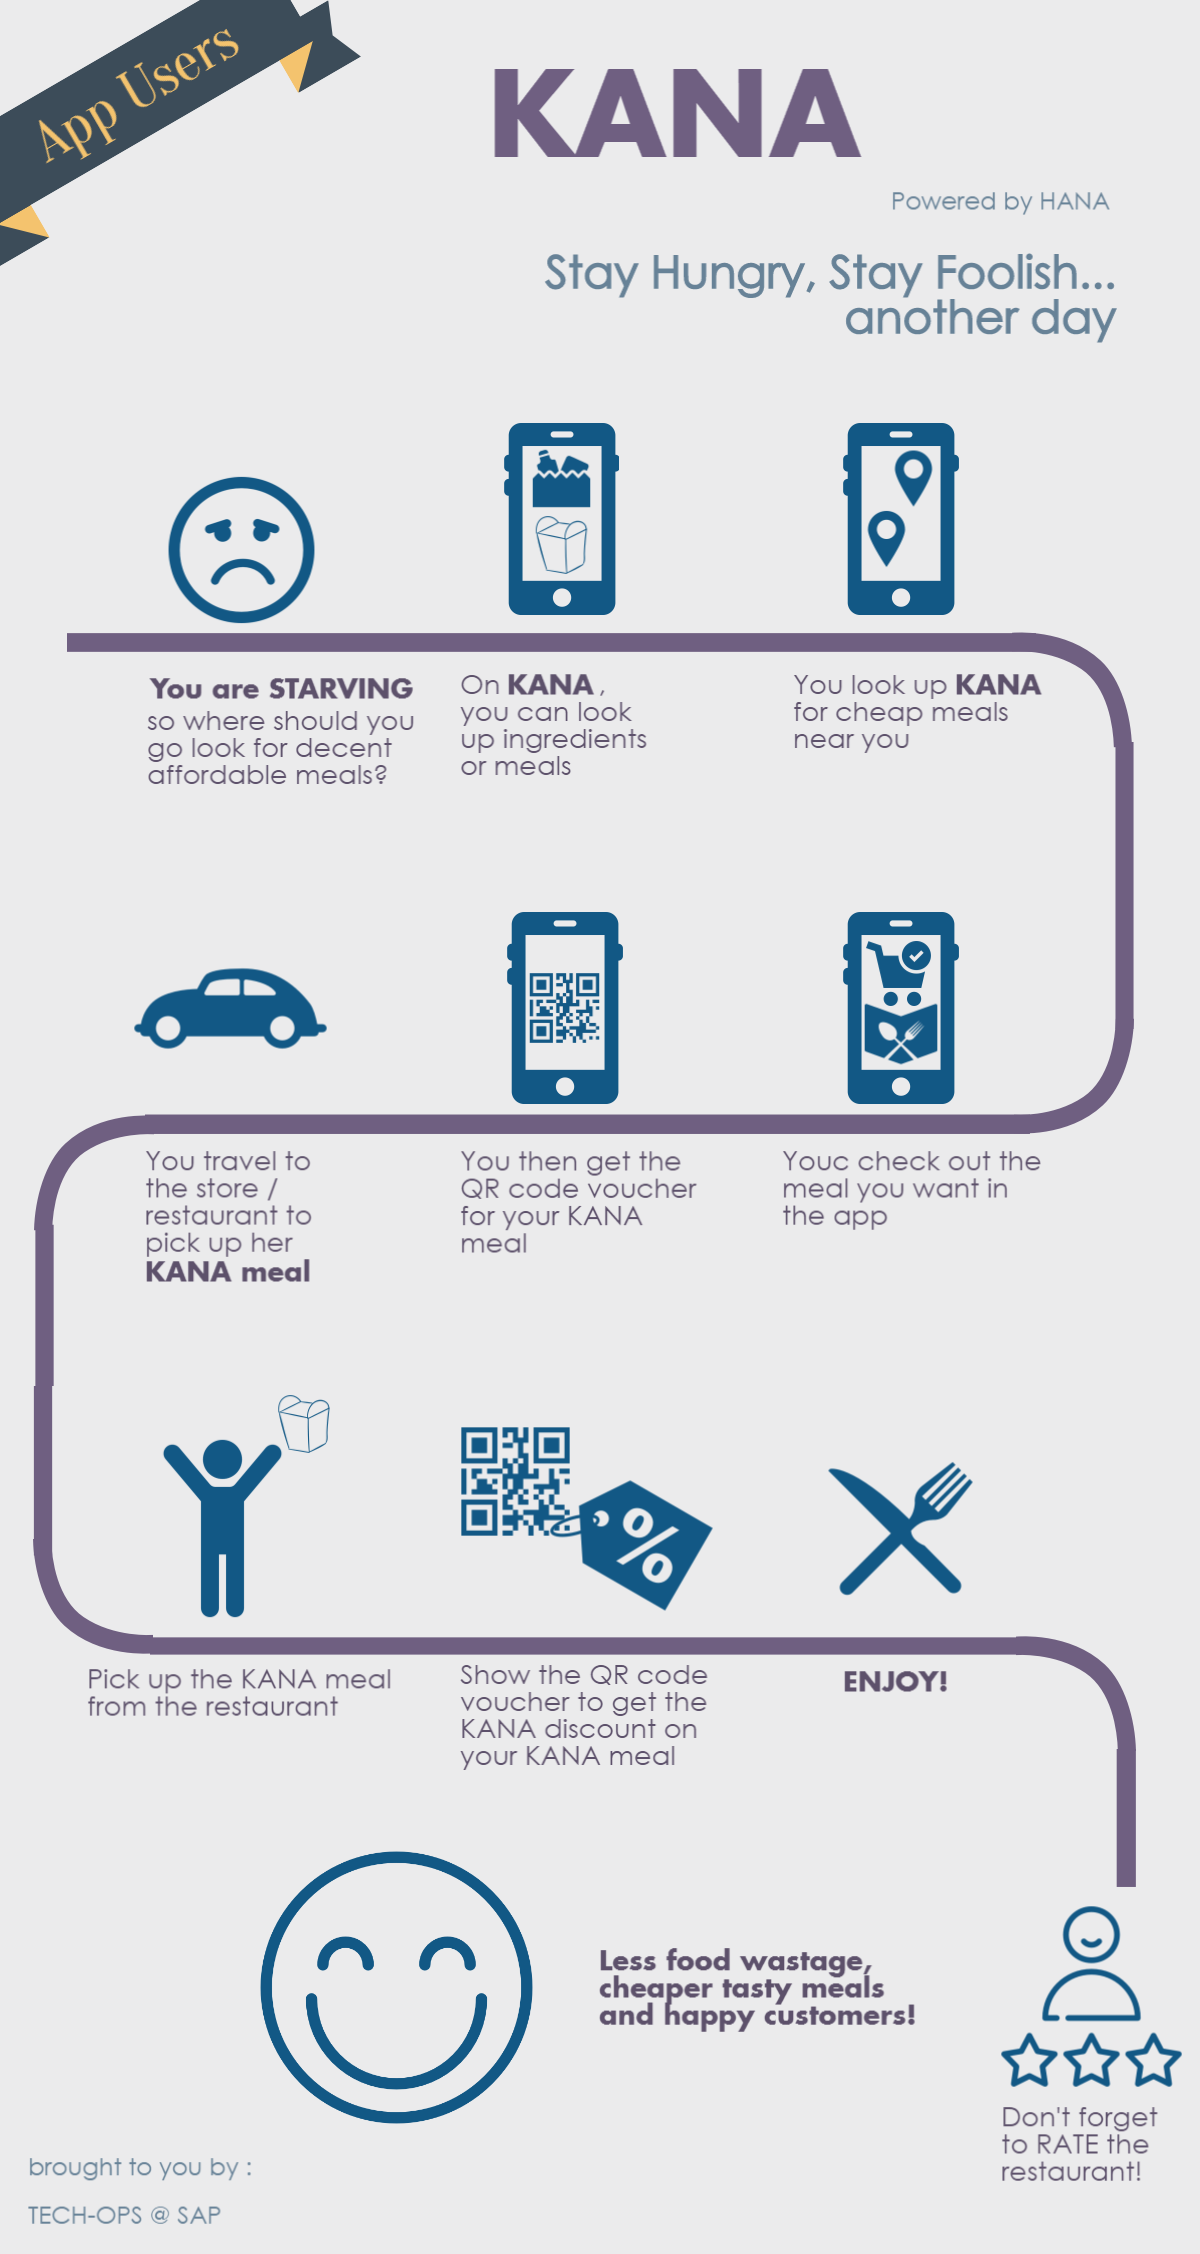 App Users
KANA
Powered by HANA
Stay Hungry, Stay Foolish...
another day
You are STARVING
so where should you
go look for decent
affordable meals?
On KANA ,
you can look
up ingredients
or meals
You look up KANA
for cheap meals
near you
Youc check out the
meal you want in
the app
You then get the
QR code voucher
for your KANA
meal
You travel to
the store /
restaurant to
pick up her
KANA meal
Pick up the KANA meal
from the restaurant
%
Show the QR code
voucher to get the
KANA discount on
your KANA meal
ENJOY!
Don't forget
to RATE the
restaurant!
Less food wastage,
cheaper tasty meals
and happy customers!
brought to you by :
TECH-OPS @ SAP